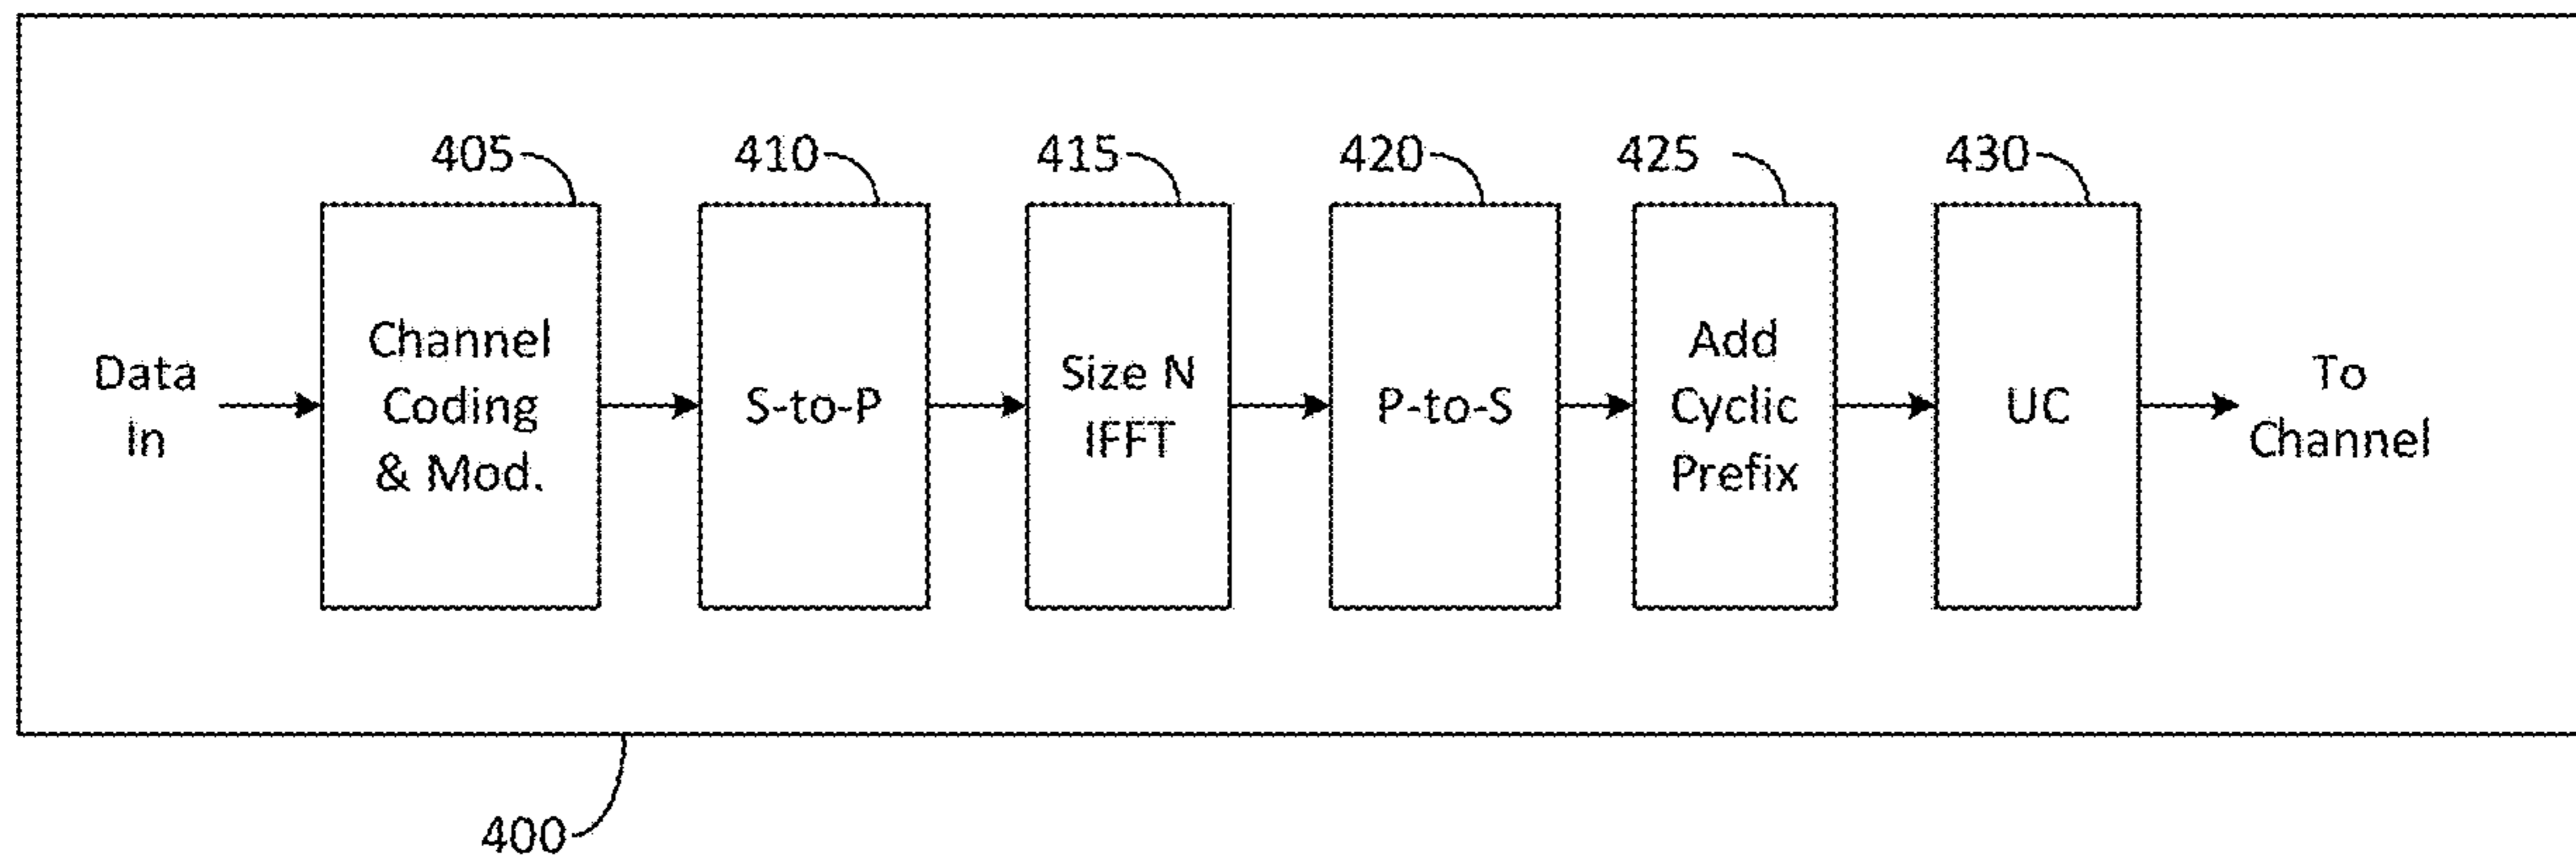 405
410
415
420
425
430
Data
In
Channel
Coding
& Mod.
S-to-P
Size N
IFFT
P-to-S
Add
Cyclic
Prefix
UC
To
Channel
400